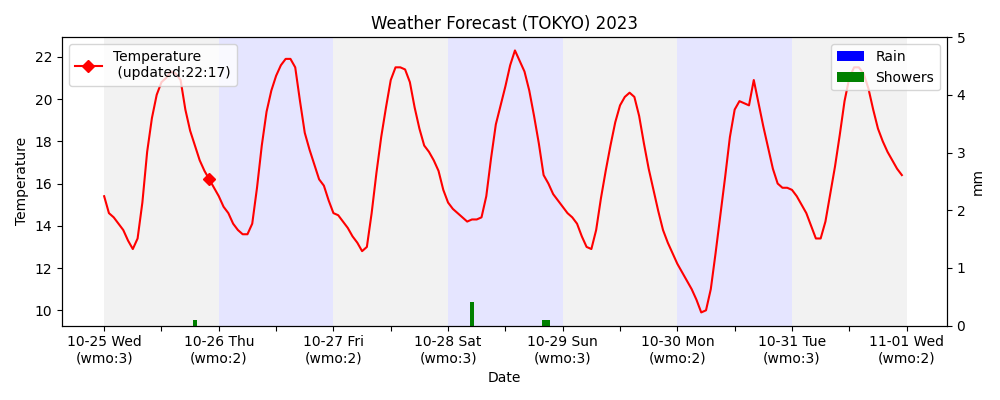 Weather Forecast (TOKYO) 2023
Temperature
(updated:22:17)
Rain
Showers
Temperature
22
20
18
16
14
12
10
5
4
3
2
1
0
mm
10-25 Wed 10-26 Thu 10-27 Fri 10-28 Sat 10-29 Sun 10-30 Mon 10-31 Tue 11-01 Wed
(wmo:3) (wmo:2) (wmo:2) (wmo:3) (wmo:3) (wmo:2) (wmo:3) (wmo:2)
Date